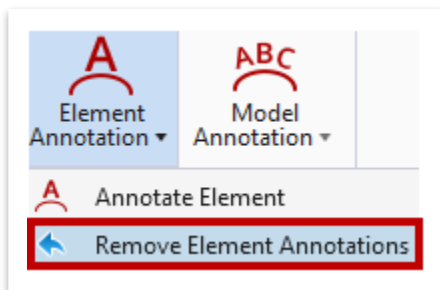 A
ABC
Element
Annotation
Model
Annotation
A
Annotate Element
Remove Element Annotations